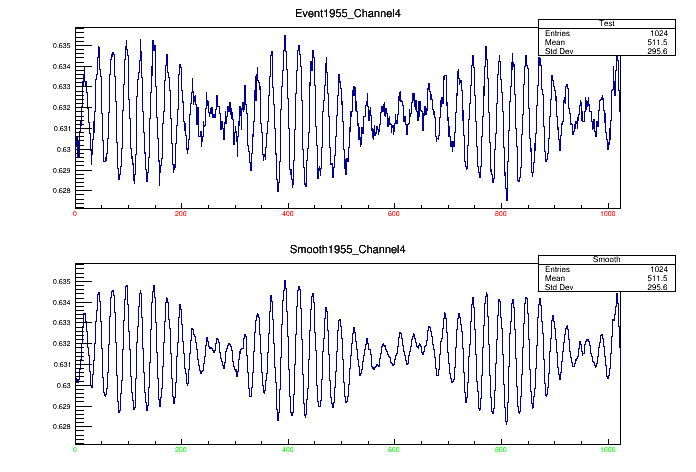 Event1955_Channel4
Test
Entries 1024
Mean 511.5
Std Dev 295.6
0.635
0.634
0.633
0.632
0.631
0.63
0.629
0.628
0 200 400 600 800 1000
Smooth1955_Channel4
Smooth
Entries 1024
Mean 511.5
Std Dev 295.6
0.635
0.634
0.633
0.632
0.631
0.63
0.629
0.628
0 200 400 600 800 1000